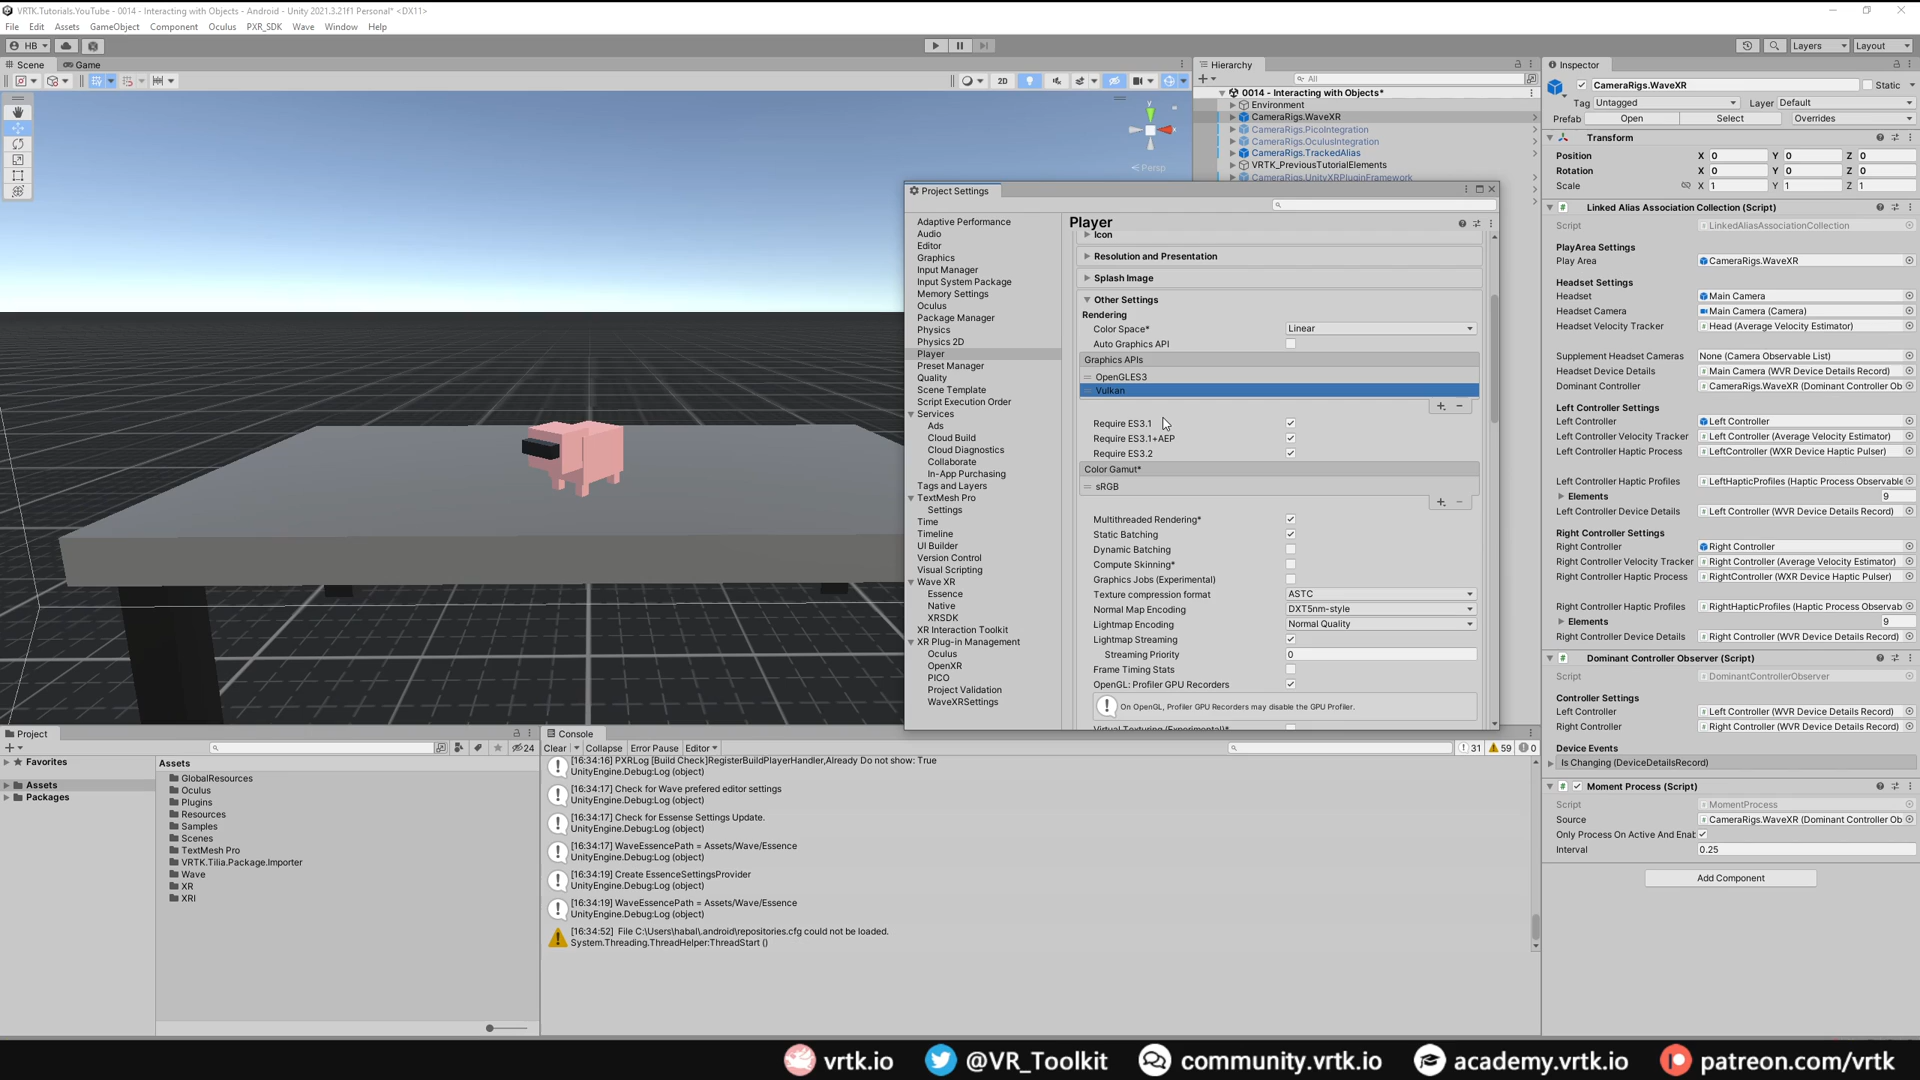 VRTK.Tutorials.YouTube - 0014 - Interacting with Objects - Android - Unity 2021.3.21f1 Personal* <DX11>
File Edit Assets GameObject Component Oculus PXR_SDK Wave Window Help
HB Layers Layout
Scene Game
2D
Persp
Hierarchy
All
0014 - Interacting with Objects*
Environment
CameraRigs.WaveXR
CameraRigs.PicoIntegration
CameraRigs.OculusIntegration
CameraRigs.TrackedAlias
VRTK_PreviousTutorialElements
CameraRigs.UnityXRPluginFramework
Project Settings
Adaptive Performance
Audio
Editor
Graphics
Input Manager
Input System Package
Memory Settings
Oculus
Package Manager
Physics
Physics 2D
Player
Preset Manager
Quality
Scene Template
Script Execution Order
Services
Ads
Cloud Build
Cloud Diagnostics
Collaborate
In-App Purchasing
Tags and Layers
TextMesh Pro
Settings
Time
Timeline
UI Builder
Version Control
Visual Scripting
Wave XR
Essence
Native
XRSDK
XR Interaction Toolkit
XR Plug-in Management
Oculus
OpenXR
PICO
Project Validation
WaveXRSettings
Player
Icon
Resolution and Presentation
Splash Image
Other Settings
Rendering
Color Space* Linear
Auto Graphics API
Graphics APIs
OpenGLES3
Vulkan
Require ES3.1
Require ES3.1+AEP
Require ES3.2
Color Gamut*
sRGB
Multithreaded Rendering*
Static Batching
Dynamic Batching
Compute Skinning*
Graphics Jobs (Experimental)
Texture compression format ASTC
Normal Map Encoding DXT5nm-style
Lightmap Encoding Normal Quality
Lightmap Streaming
Streaming Priority 0
Frame Timing Stats
OpenGL: Profiler GPU Recorders
On OpenGL, Profiler GPU Recorders may disable the GPU Profiler.
Virtual Texturing (Experimental)*
Inspector
CameraRigs.WaveXR Static
Tag Untagged Layer Default
Prefab Open Select Overrides
Transform
Position X 0 Y 0 Z 0
Rotation X 0 Y 0 Z 0
Scale X 1 Y 1 Z 1
Linked Alias Association Collection (Script)
Script LinkedAliasAssociationCollection
PlayArea Settings
Play Area CameraRigs.WaveXR
Headset Settings
Headset Main Camera
Headset Camera Main Camera (Camera)
Headset Velocity Tracker Head (Average Velocity Estimator)
Supplement Headset Cameras None (Camera Observable List)
Headset Device Details Main Camera (WVR Device Details Record)
Dominant Controller CameraRigs.WaveXR (Dominant Controller Ob
Left Controller Settings
Left Controller Left Controller
Left Controller Velocity Tracker Left Controller (Average Velocity Estimator)
Left Controller Haptic Process LeftController (WXR Device Haptic Pulser)
Left Controller Haptic Profiles LeftHapticProfiles (Haptic Process Observable
Elements 9
Left Controller Device Details Left Controller (WVR Device Details Record)
Right Controller Settings
Right Controller Right Controller
Right Controller Velocity Tracker Right Controller (Average Velocity Estimator)
Right Controller Haptic Process RightController (WXR Device Haptic Pulser)
Right Controller Haptic Profiles RightHapticProfiles (Haptic Process Observab
Elements 9
Right Controller Device Details Right Controller (WVR Device Details Record)
Dominant Controller Observer (Script)
Script DominantControllerObserver
Controller Settings
Left Controller Left Controller (WVR Device Details Record)
Right Controller Right Controller (WVR Device Details Record)
Device Events
Is Changing (DeviceDetailsRecord)
Moment Process (Script)
Script MomentProcess
Source CameraRigs.WaveXR (Dominant Controller Ob
Only Process On Active And Enab
Interval 0.25
Add Component
Project
24
Favorites
Assets
Packages
Assets
GlobalResources
Oculus
Plugins
Resources
Samples
Scenes
TextMesh Pro
VRTK.Tilia.Package.Importer
Wave
XR
XRI
Console
Clear Collapse Error Pause Editor 31 59 0
[16:34:16] PXRLog [Build Check]RegisterBuildPlayerHandler,Already Do not show: True
UnityEngine.Debug:Log (object)
[16:34:17] Check for Wave prefered editor settings
UnityEngine.Debug:Log (object)
[16:34:17] Check for Essense Settings Update.
UnityEngine.Debug:Log (object)
[16:34:17] WaveEssencePath = Assets/Wave/Essence
UnityEngine.Debug:Log (object)
[16:34:19] Create EssenceSettingsProvider
UnityEngine.Debug:Log (object)
[16:34:19] WaveEssencePath = Assets/Wave/Essence
UnityEngine.Debug:Log (object)
[16:34:52] File C:\Users\habal\.android\repositories.cfg could not be loaded.
System.Threading.ThreadHelper:ThreadStart ()
vrtk.io @VR_Toolkit community.vrtk.io academy.vrtk.io patreon.com/vrtk